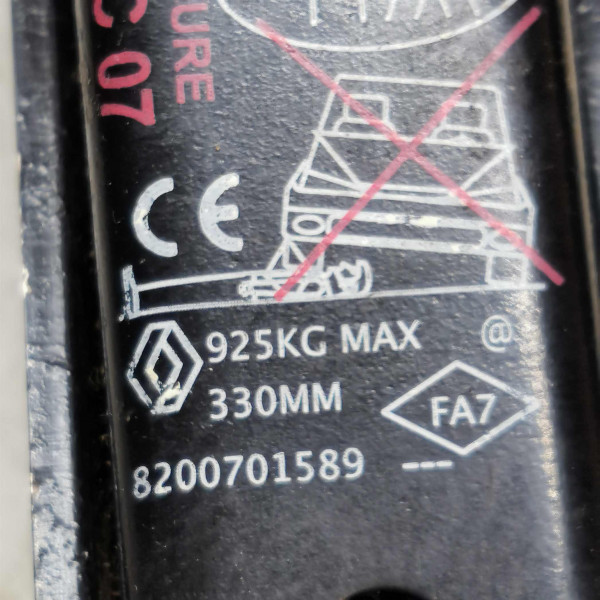 C 07
URE
CE
925KG MAX
@
330MM
FA7
8200701589 ---